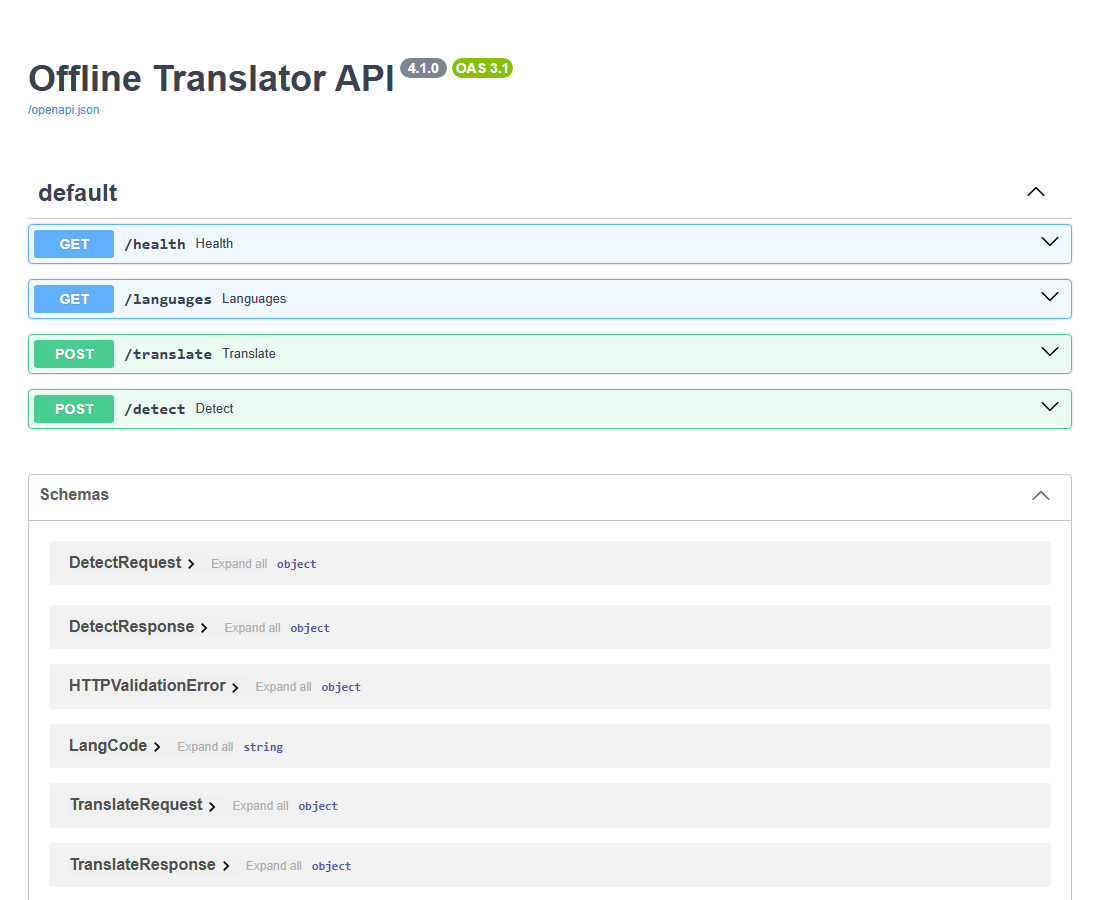 Offline Translator API 4.1.0 OAS 3.1
/openapi.json
default
GET /health Health
GET /languages Languages
POST /translate Translate
POST /detect Detect
Schemas
DetectRequest Expand all object
DetectResponse Expand all object
HTTPValidationError Expand all object
LangCode Expand all string
TranslateRequest Expand all object
TranslateResponse Expand all object